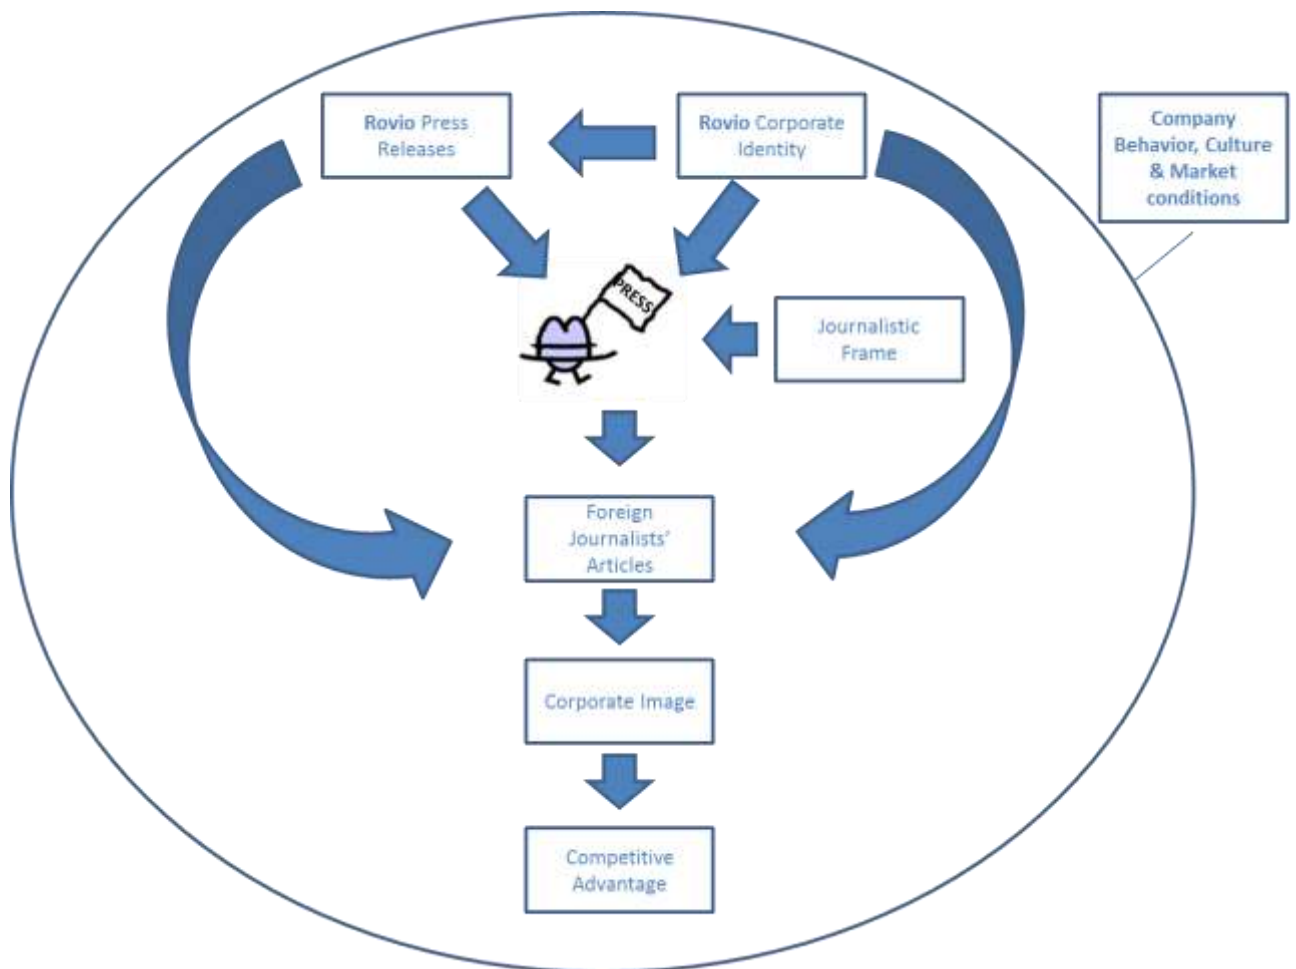 Rovio Press
Releases
Rovio Corporate
Identity
Company
Behavior, Culture
& Market
conditions
PRESS
Journalistic
Frame
Foreign
Journalists’
Articles
Corporate Image
Competitive
Advantage